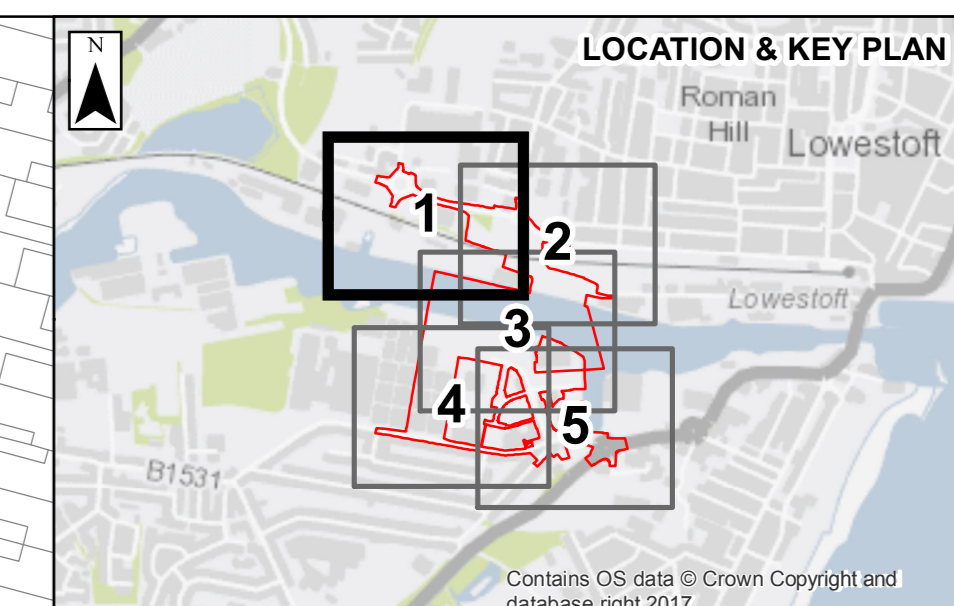 N
LOCATION & KEY PLAN
Roman
Hill
Lowestoft
1
2
Lowestoft
3
4
5
B1531
Contains OS data © Crown Copyright and
database right 2017